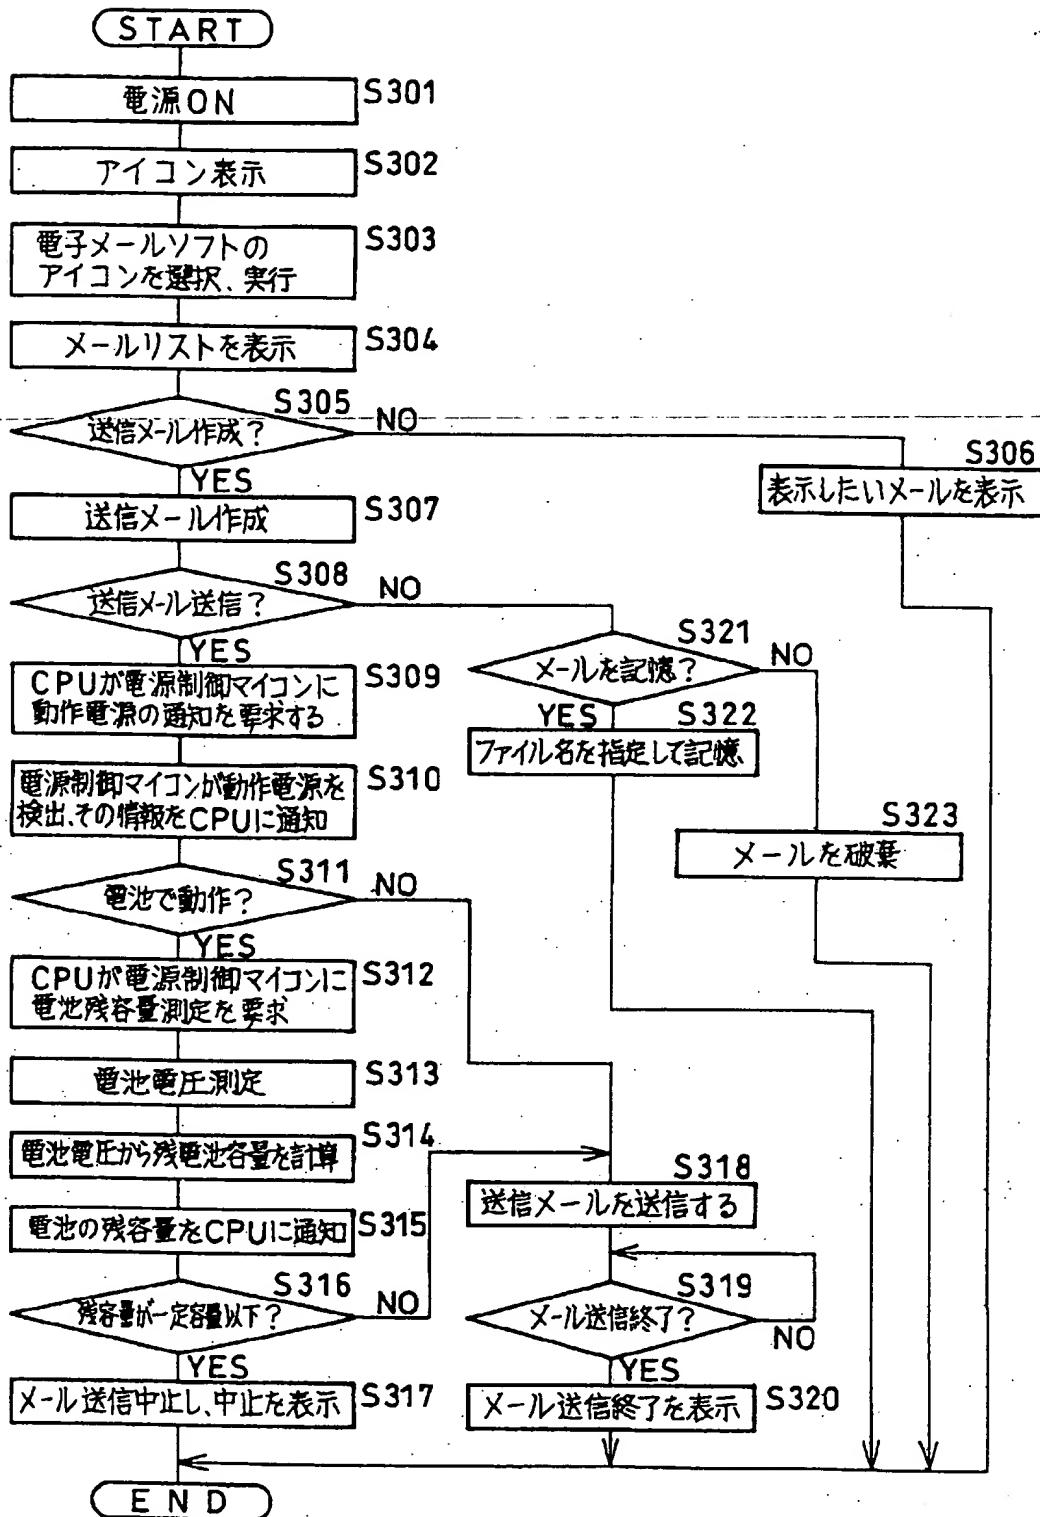 START
電源ON
S301
アイコン表示
S302
電子メールソフトの
アイコンを選択、実行
S303
メールリストを表示
S304
送信メール作成?
S305
NO
YES
表示したいメールを表示
S306
送信メール作成
S307
送信メール送信?
S308
NO
YES
CPUが電源制御マイコンに
動作電源の通知を要求する
S309
電源制御マイコンが動作電源を
検出、その情報をCPUに通知
S310
電池で動作?
S311
NO
YES
CPUが電源制御マイコンに
電池残容量測定を要求
S312
電池電圧測定
S313
電池電圧から残電池容量を計算
S314
電池の残容量をCPUに通知
S315
残容量が一定容量以下?
S316
NO
YES
メール送信中止し、中止を表示
S317
メールを記憶?
S321
NO
YES
ファイル名を指定して記憶
S322
メールを破棄
S323
送信メールを送信する
S318
メール送信終了?
S319
NO
YES
メール送信終了を表示
S320
END